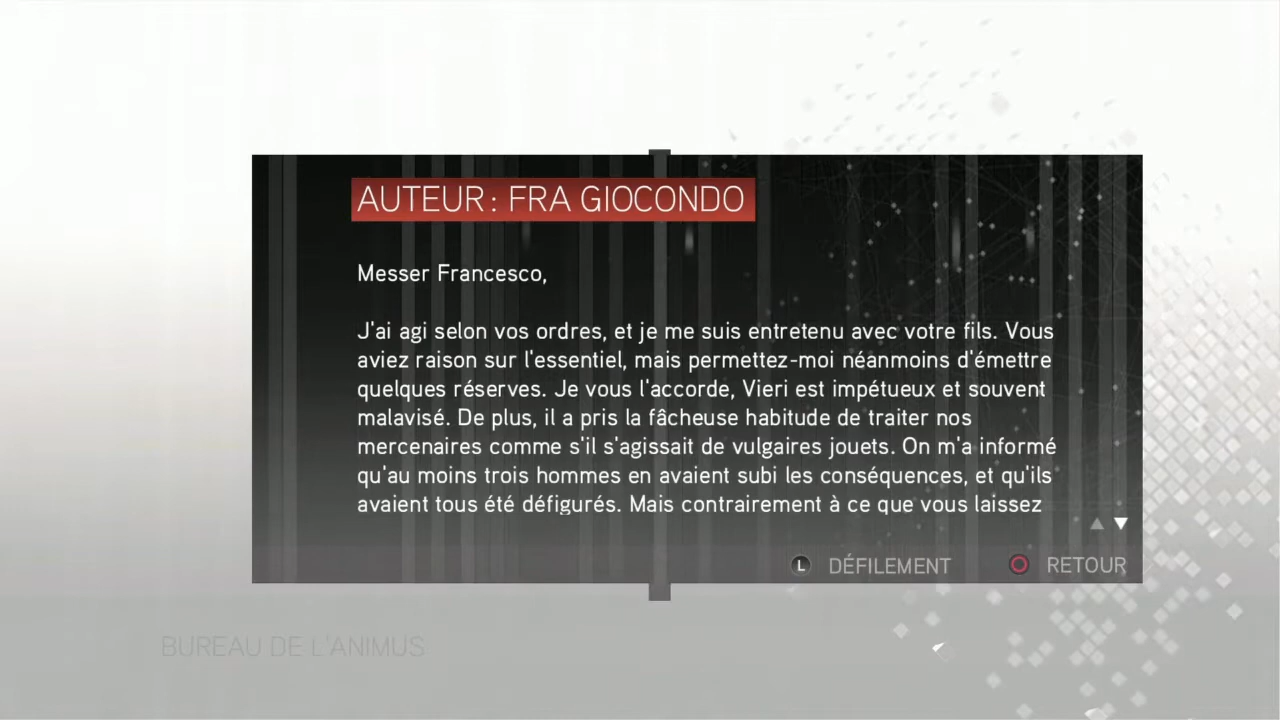 AUTEUR : FRA GIOCONDO
Messer Francesco,
J'ai agi selon vos ordres, et je me suis entretenu avec votre fils. Vous
aviez raison sur l'essentiel, mais permettez-moi néanmoins d'émettre
quelques réserves. Je vous l'accorde, Vieri est impétueux et souvent
malavisé. De plus, il a pris la fâcheuse habitude de traiter nos
mercenaires comme s'il s'agissait de vulgaires jouets. On m'a informé
qu'au moins trois hommes en avaient subi les conséquences, et qu'ils
avaient tous été défigurés. Mais contrairement à ce que vous laissez
L DÉFILEMENT RETOUR
BUREAU DE L'ANIMUS